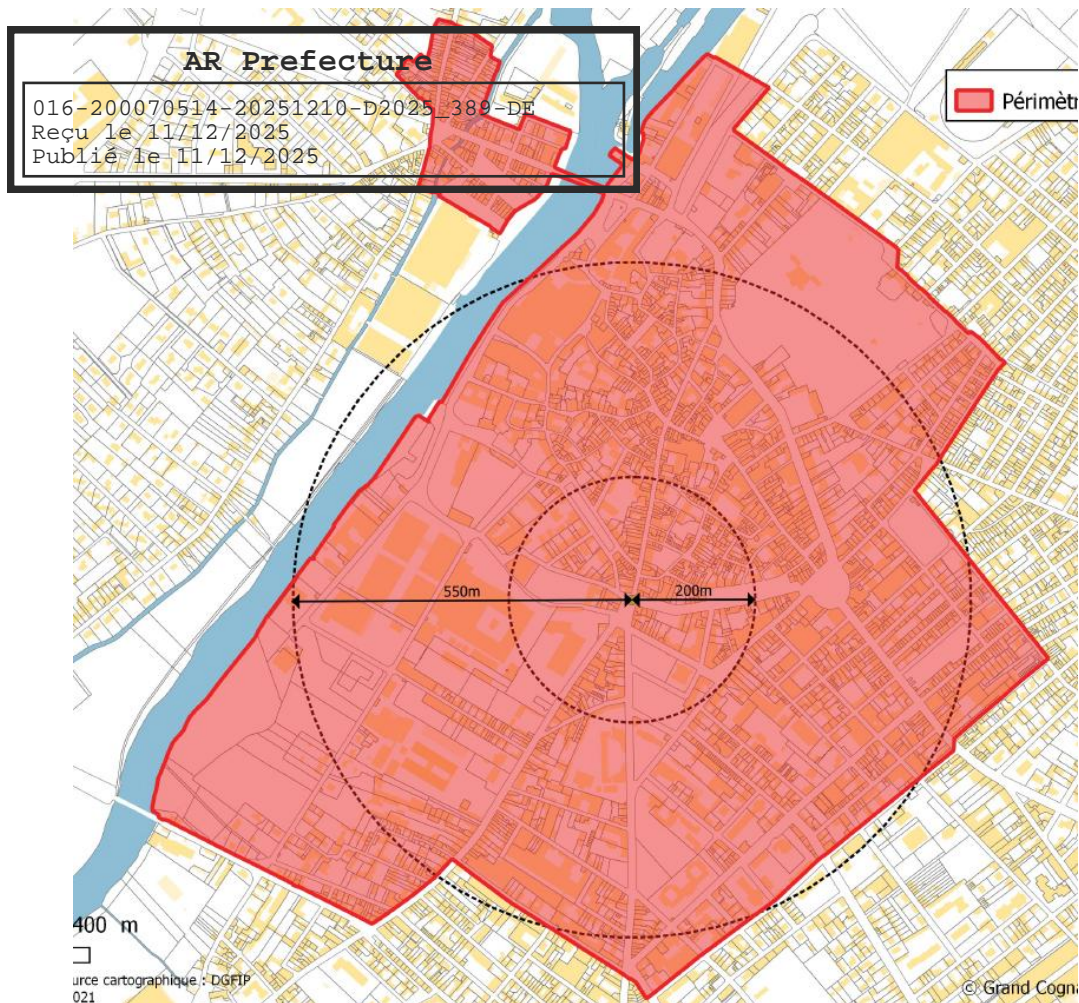 AR Prefecture
016-200070514-20251210-D2025_389-DE
Reçu le 11/12/2025
Publié le 11/12/2025
Périmètr
550m
200m
400 m
urce cartographique : DGFIP
021
© Grand Cogna